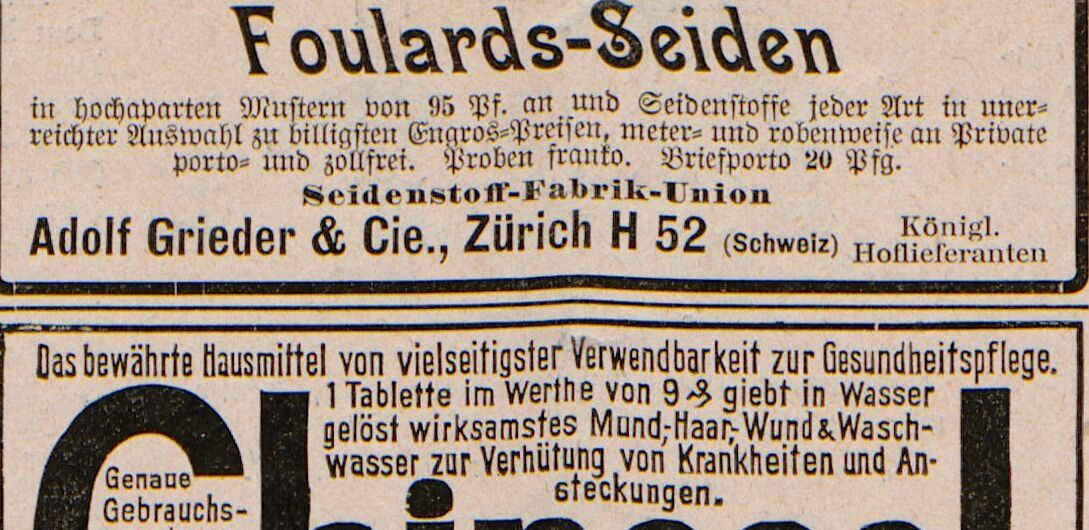 Foulards-Seiden
in hochaparten Mustern von 95 Pf. an und Seidenstoffe jeder Art in uner-
reichter Auswahl zu billigsten Engros-Preisen, meter- und robenweise an Private
porto- und zollfrei. Proben franko. Briefporto 20 Pfg.
Seidenstoff-Fabrik-Union
Adolf Grieder & Cie., Zürich H 52 (Schweiz) Königl.
Hoflieferanten
Das bewährte Hausmittel von vielseitigster Verwendbarkeit zur Gesundheitspflege.
1 Tablette im Werthe von 9 ₰ giebt in Wasser
gelöst wirksamstes Mund,-Haar,-Wund & Wasch-
wasser zur Verhütung von Krankheiten und An-
steckungen.
Genaue
Gebrauchs-